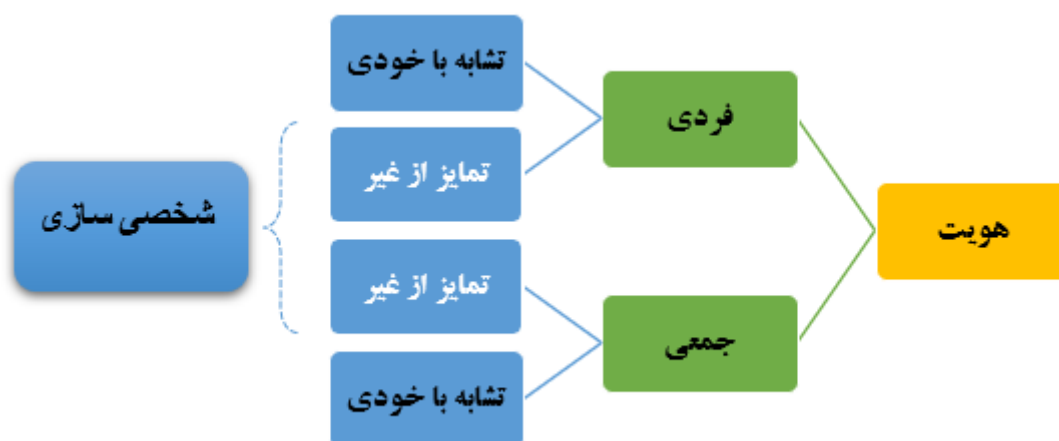 هویت
فردی
جمعی
تشابه با خودی
تمایز از غیر
تمایز از غیر
تشابه با خودی
شخصی سازی